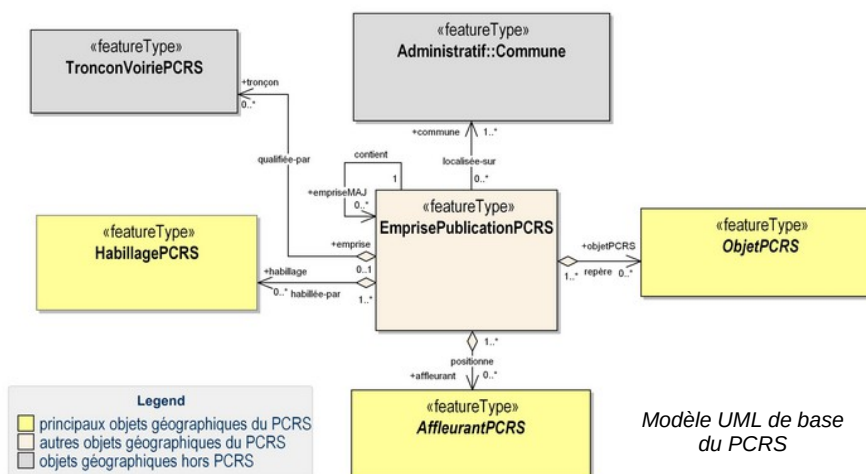 «featureType»
TronconVoiriePCRS
«featureType»
Administratif::Commune
+tronçon
0..*
+commune
1..*
qualifiée-par
contient
localisée-sur
1
0..*
+empriseMAJ
0..*
«featureType»
EmprisePublicationPCRS
«featureType»
HabillagePCRS
«featureType»
ObjetPCRS
+emprise
0..1
+objetPCRS
1..*
repère
0..*
+habillage
0..*
habillée-par
1..*
1..*
positionne
+affleurant
0..*
«featureType»
AffleurantPCRS
Legend
principaux objets géographiques du PCRS
autres objets géographiques du PCRS
objets géographiques hors PCRS
Modèle UML de base
du PCRS